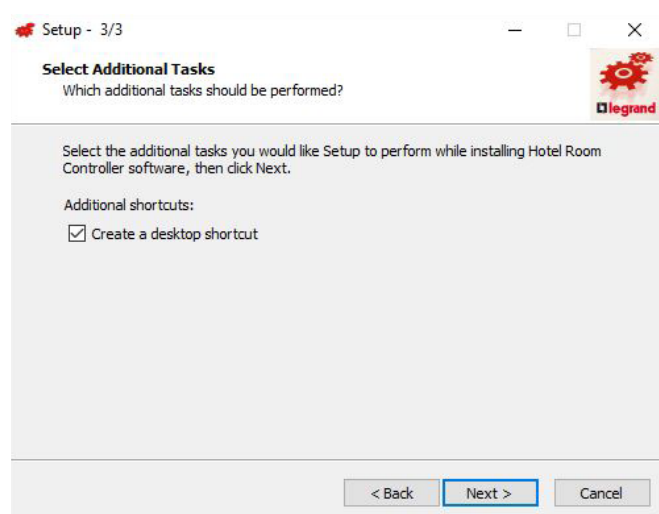 Setup - 3/3
Select Additional Tasks
Which additional tasks should be performed?
legrand
Select the additional tasks you would like Setup to perform while installing Hotel Room
Controller software, then click Next.
Additional shortcuts:
Create a desktop shortcut
< Back
Next >
Cancel